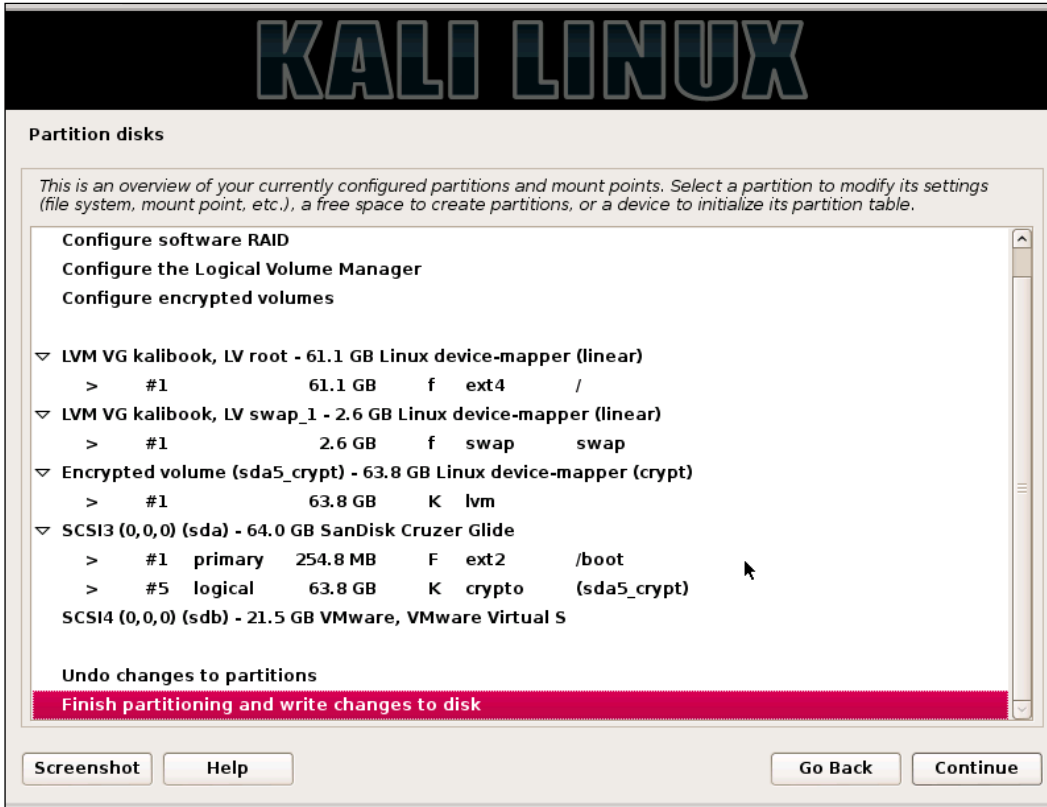 KALI LINUX
Partition disks
This is an overview of your currently configured partitions and mount points. Select a partition to modify its settings
(file system, mount point, etc.), a free space to create partitions, or a device to initialize its partition table.
Configure software RAID
Configure the Logical Volume Manager
Configure encrypted volumes
LVM VG kalibook, LV root - 61.1 GB Linux device-mapper (linear)
> #1 61.1 GB f ext4 /
LVM VG kalibook, LV swap_1 - 2.6 GB Linux device-mapper (linear)
> #1 2.6 GB f swap swap
Encrypted volume (sda5_crypt) - 63.8 GB Linux device-mapper (crypt)
> #1 63.8 GB K lvm
SCSI3 (0,0,0) (sda) - 64.0 GB SanDisk Cruzer Glide
> #1 primary 254.8 MB F ext2 /boot
> #5 logical 63.8 GB K crypto (sda5_crypt)
SCSI4 (0,0,0) (sdb) - 21.5 GB VMware, VMware Virtual S
Undo changes to partitions
Finish partitioning and write changes to disk
Screenshot Help Go Back Continue